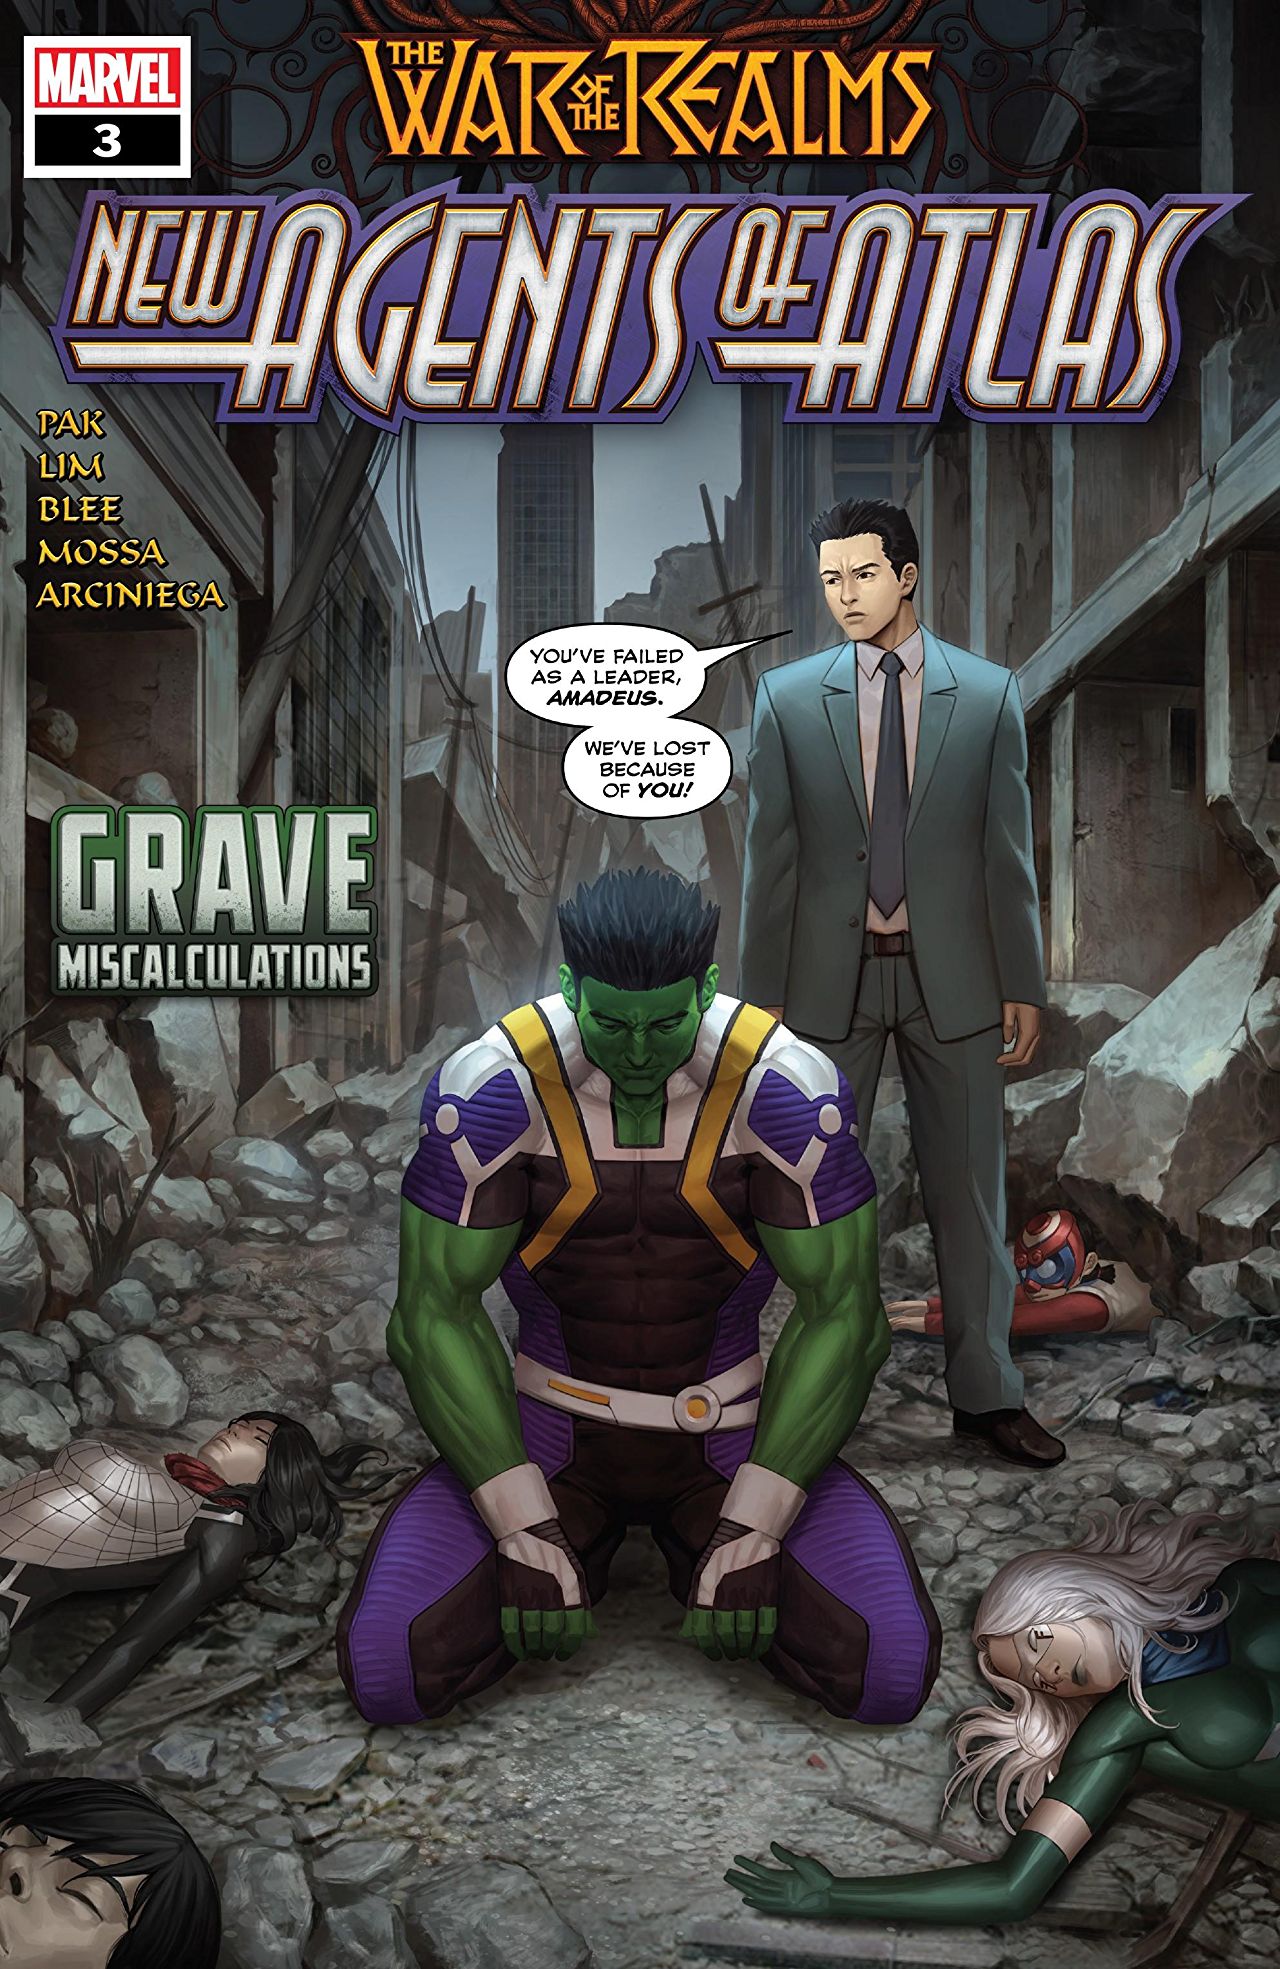 MARVEL
3
THE WAR OF THE REALMS
NEW AGENTS OF ATLAS
PAK
LIM
BLEE
MOSSA
ARCINIEGA
YOU'VE FAILED
AS A LEADER,
AMADEUS.
WE'VE LOST
BECAUSE
OF YOU!
GRAVE
MISCALCULATIONS